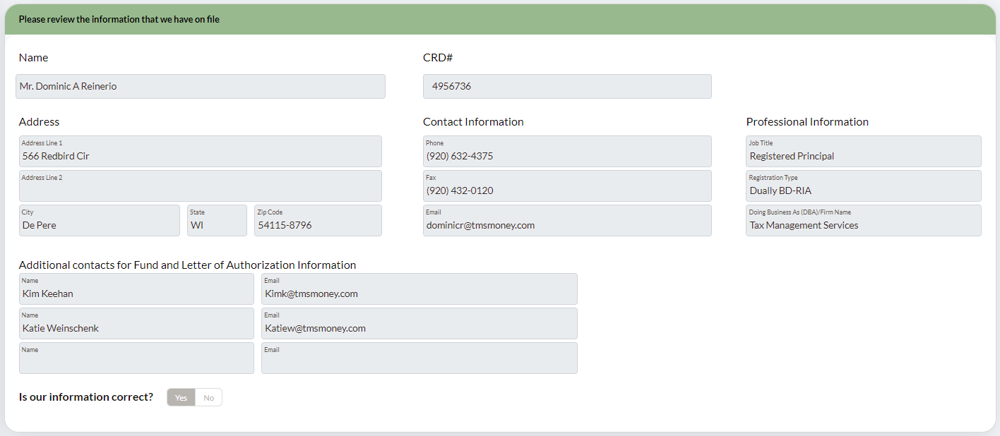 Please review the information that we have on file
Name
Mr. Dominic A Reinerio
CRD#
4956736
Address
Address Line 1
566 Redbird Cir
Address Line 2
City
De Pere
State
WI
Zip Code
54115-8796
Contact Information
Phone
(920) 632-4375
Fax
(920) 432-0120
Email
dominicr@tmsmoney.com
Professional Information
Job Title
Registered Principal
Registration Type
Dually BD-RIA
Doing Business As (DBA)/Firm Name
Tax Management Services
Additional contacts for Fund and Letter of Authorization Information
Name
Kim Keehan
Email
Kimk@tmsmoney.com
Name
Katie Weinschenk
Email
Katiew@tmsmoney.com
Name
Email
Is our information correct?
Yes
No